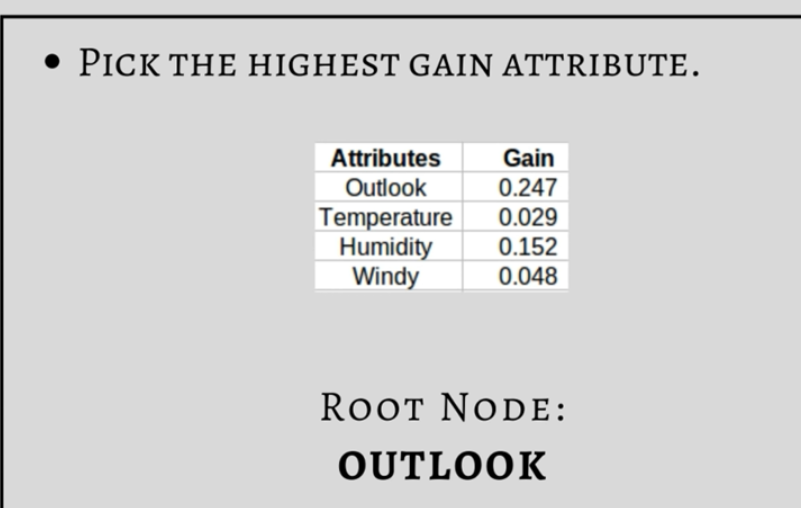 • Pick the highest gain attribute.
Attributes Gain
Outlook 0.247
Temperature 0.029
Humidity 0.152
Windy 0.048
Root Node:
OUTLOOK